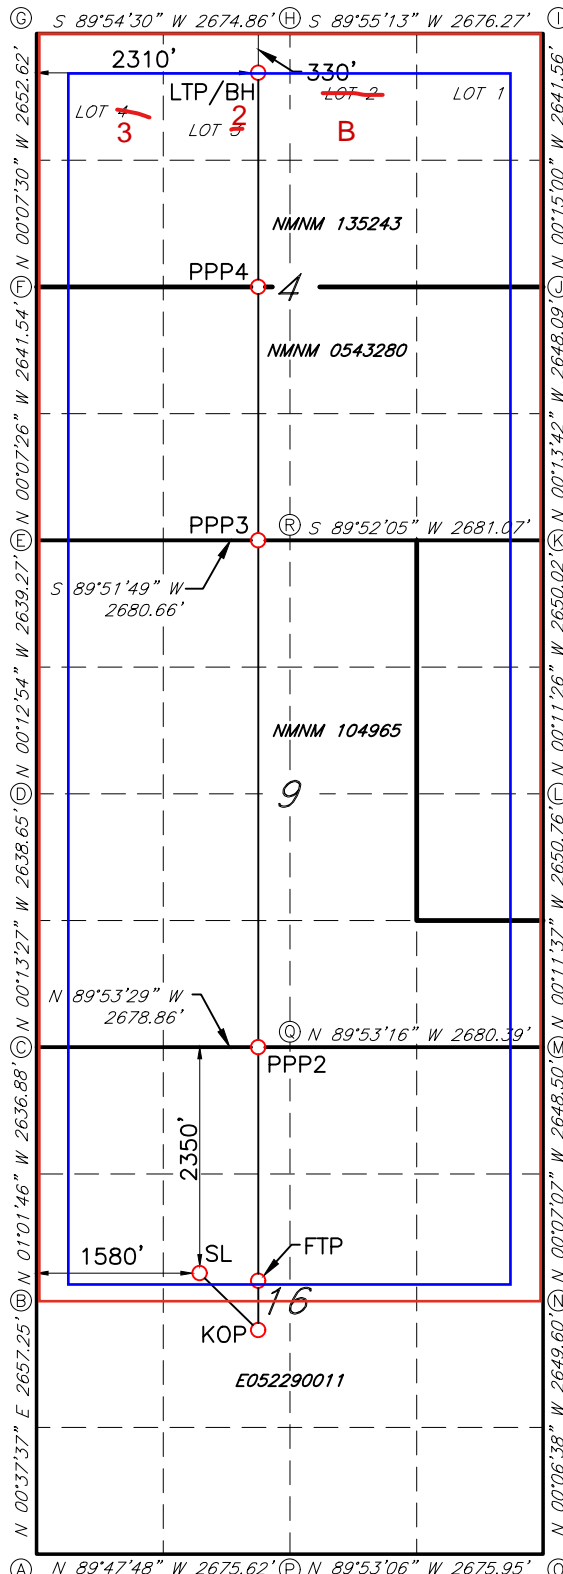 G S 89°54'30" W 2674.86' H S 89°55'13" W 2676.27' I
2310'
330'
LTP/BH
LOT 4
3
2
LOT 3
LOT 2
B
LOT 1
N 00°07'30" W 2652.62'
N 00°15'00" W 2641.56'
NMNM 135243
PPP4
F
4
J
NMNM 0543280
N 00°07'26" W 2641.54'
N 00°13'42" W 2648.09'
PPP3
R S 89°52'05" W 2681.07'
E
K
S 89°51'49" W
2680.66'
N 00°12'54" W 2639.27'
N 00°11'26" W 2650.02'
NMNM 104965
D
9
L
N 00°13'27" W 2638.65'
N 00°11'37" W 2650.76'
N 89°53'29" W
2678.86'
Q N 89°53'16" W 2680.39'
C
M
PPP2
2350'
N 01°01'46" W 2636.88'
N 00°07'07" W 2648.50'
1580'
SL
FTP
B
16
N
KOP
E052290011
N 00°37'37" E 2657.25'
N 00°06'38" W 2649.60'
A N 89°47'48" W 2675.62' P N 89°53'06" W 2675.95' O